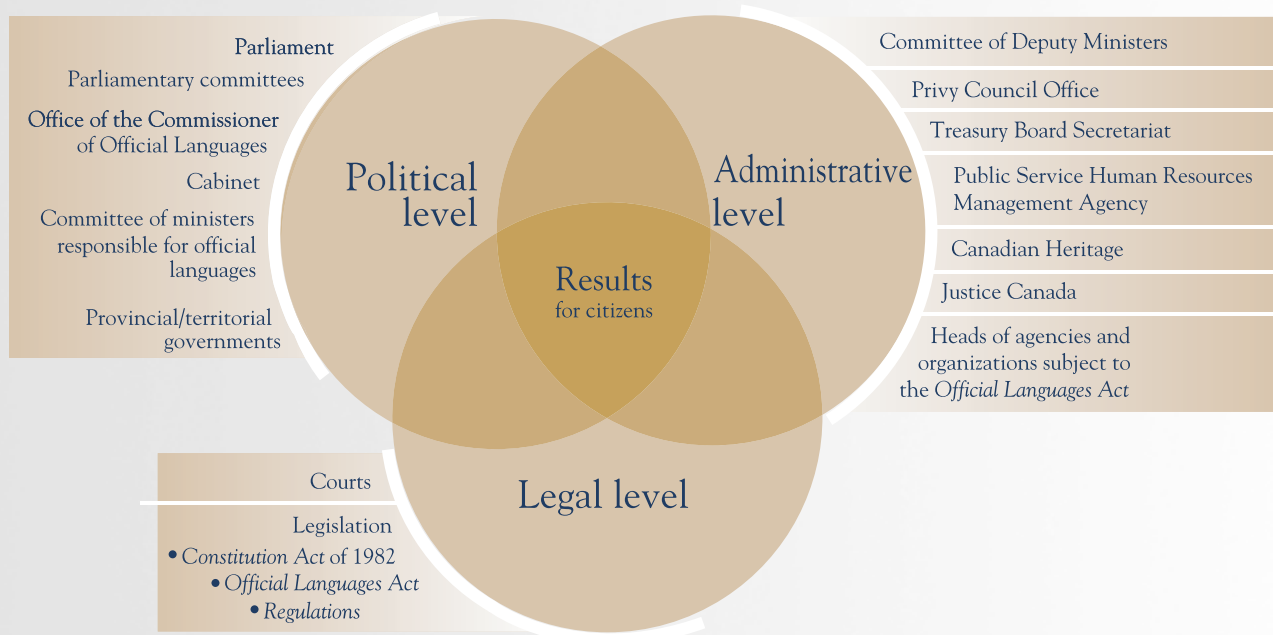 Parliament
Parliamentary committees
Office of the Commissioner
of Official Languages
Cabinet
Committee of ministers
responsible for official
languages
Provincial/territorial
governments
Political
level
Administrative
level
Results
for citizens
Legal level
Committee of Deputy Ministers
Privy Council Office
Treasury Board Secretariat
Public Service Human Resources
Management Agency
Canadian Heritage
Justice Canada
Heads of agencies and
organizations subject to
the Official Languages Act
Courts
Legislation
• Constitution Act of 1982
• Official Languages Act
• Regulations